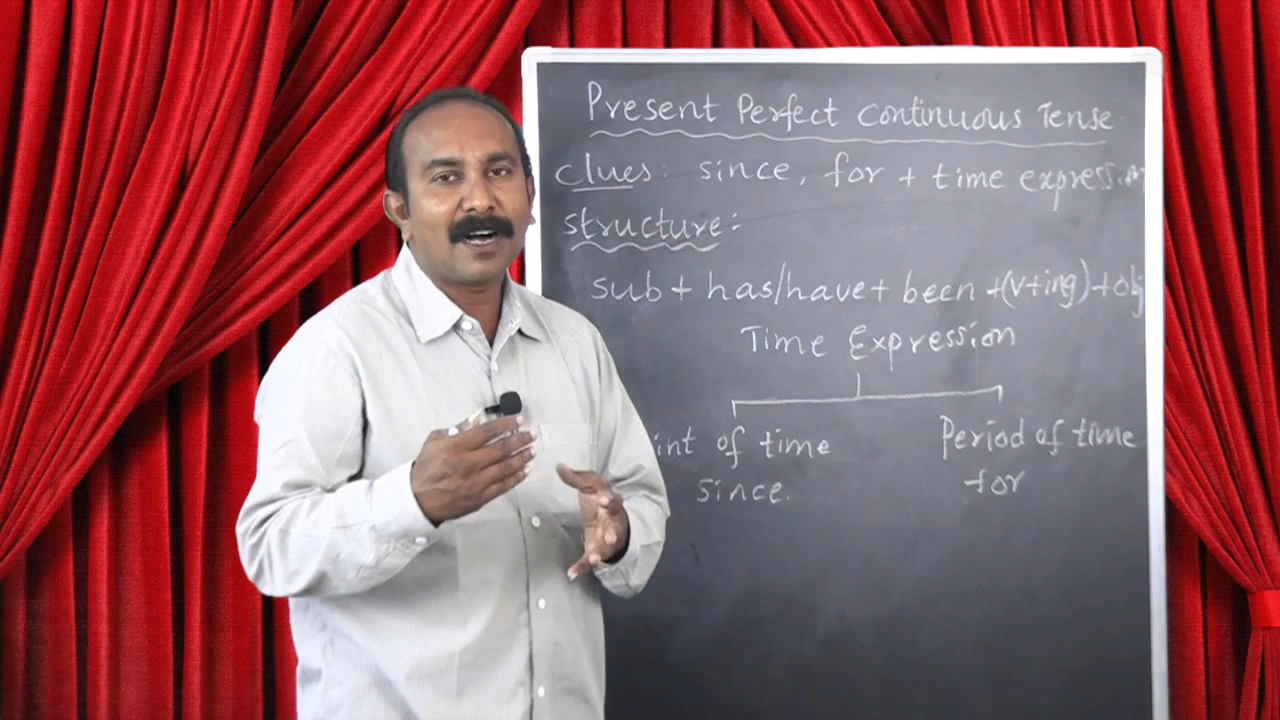 Present Perfect Continuous Tense.
clues: since, for + time expression
structure:
sub + has/have + been + (v+ing) + obj
Time Expression
int of time Period of time
since. for